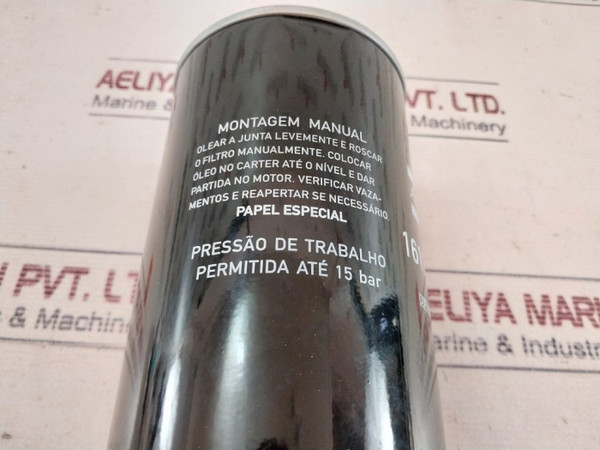 MONTAGEM MANUAL
OLEAR A JUNTA LEVEMENTE E ROSCAR
O FILTRO MANUALMENTE. COLOCAR
ÓLEO NO CARTER ATÉ O NÍVEL E DAR
PARTIDA NO MOTOR. VERIFICAR VAZA-
MENTOS E REAPERTAR SE NECESSÁRIO.
PAPEL ESPECIAL
PRESSÃO DE TRABALHO
PERMITIDA ATÉ 15 bar
AELIYA
PVT. LTD.
Marine &
Machinery
PVT. LT
& Machin
AELIYA MARI
Marine & Industri